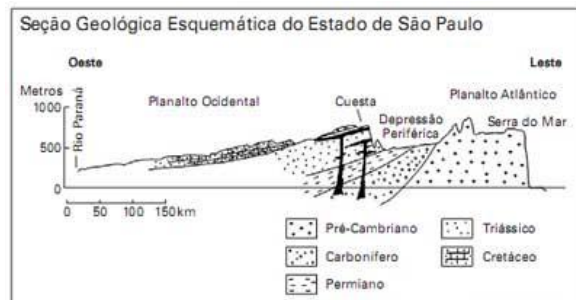 Seção Geológica Esquemática do Estado de São Paulo
Oeste
Leste
Metros
1000
500
0
Rio Paraná
Planalto Ocidental
Cuesta
Depressão
Periférica
Planalto Atlântico
Serra do Mar
0 50 100 150km
Pré-Cambriano
Triássico
Carbonífero
Cretáceo
Permiano